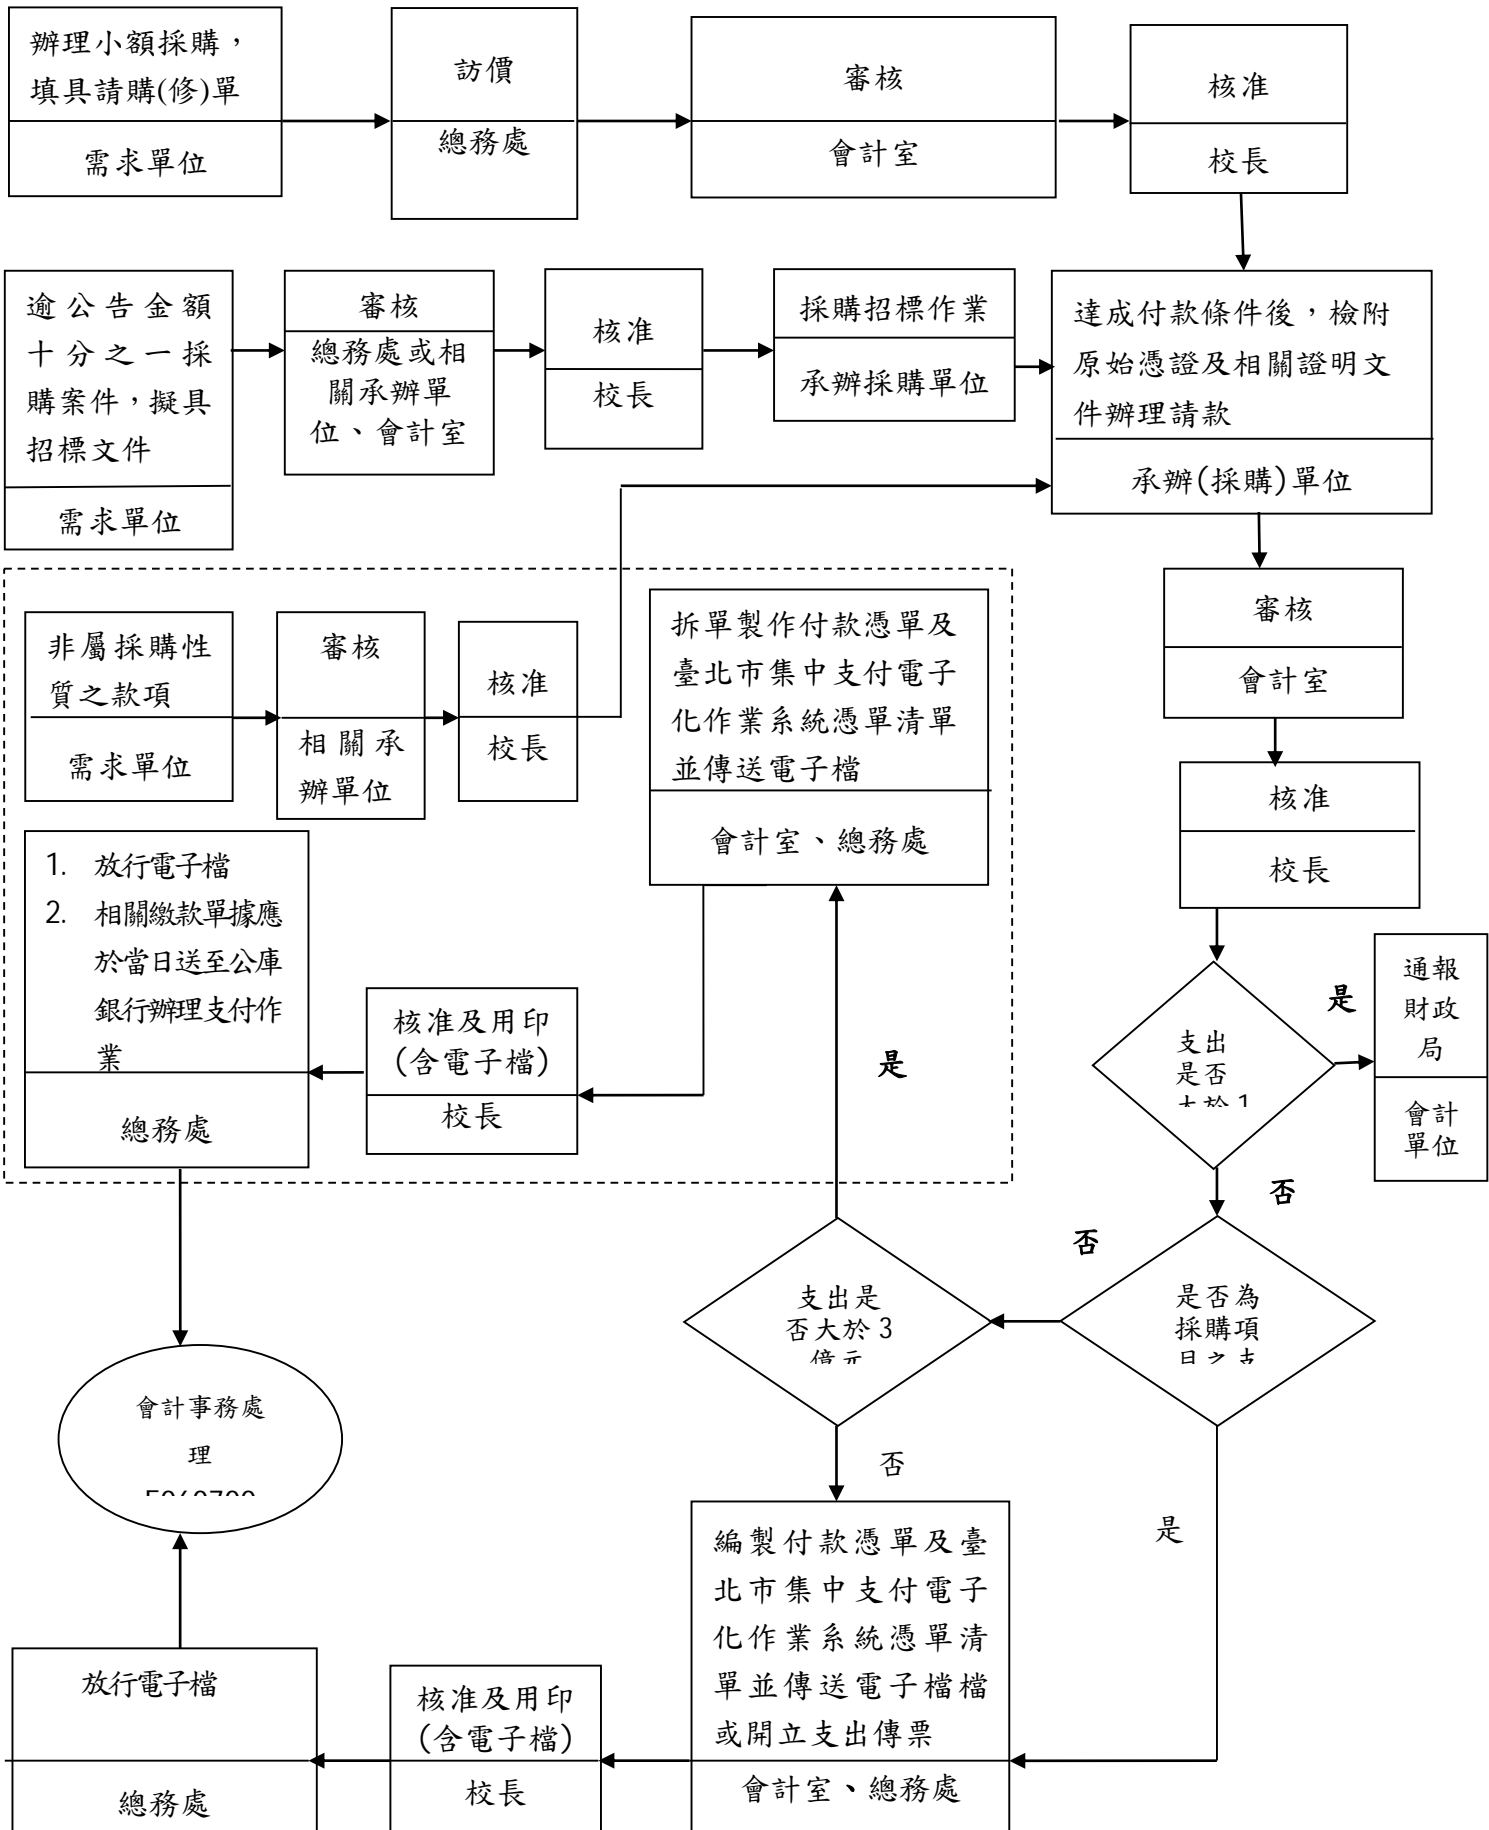 辦理小額採購，
填具請購(修)單
需求單位
訪價
總務處
審核
會計室
核准
校長
逾公告金額
十分之一採
購案件，擬具
招標文件
需求單位
審核
總務處或相
關承辦單
位、會計室
核准
校長
採購招標作業
承辦採購單位
達成付款條件後，檢附
原始憑證及相關證明文
件辦理請款
承辦(採購)單位
審核
會計室
核准
校長
非屬採購性
質之款項
需求單位
審核
相關承
辦單位
核准
校長
拆單製作付款憑單及
臺北市集中支付電子
化作業系統憑單清單
並傳送電子檔
會計室、總務處
1. 放行電子檔
2. 相關繳款單據應
於當日送至公庫
銀行辦理支付作
業
總務處
核准及用印
(含電子檔)
校長
是
支出
是否
大於1
是
通報
財政
局
會計
單位
否
否
支出是
否大於3
億元
是否為
採購項
目之支
會計事務處
理
否
是
編製付款憑單及臺
北市集中支付電子
化作業系統憑單清
單並傳送電子檔檔
或開立支出傳票
會計室、總務處
核准及用印
(含電子檔)
校長
放行電子檔
總務處